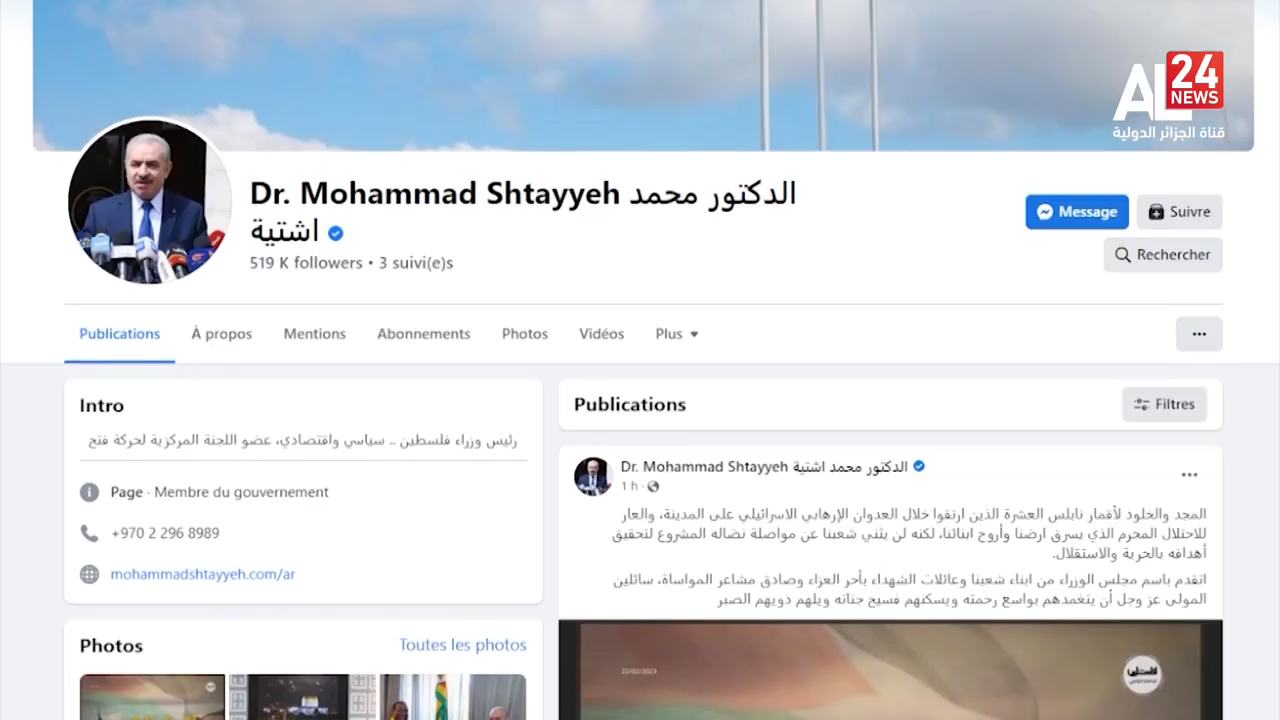 AL 24 NEWS
قناة الجزائر الدولية
Dr. Mohammad Shtayyeh الدكتور محمد
اشتية
519 K followers • 3 suivi(e)s
Message
Suivre
Rechercher
Publications À propos Mentions Abonnements Photos Vidéos Plus
Intro
رئيس وزراء فلسطين .. سياسي واقتصادي، عضو اللجنة المركزية لحركة فتح
Page · Membre du gouvernement
+970 2 296 8989
mohammadshtayyeh.com/ar
Photos
Toutes les photos
Publications
Filtres
Dr. Mohammad Shtayyeh الدكتور محمد اشتية
1 h ·
المجد والخلود لأقمار نابلس العشرة الذين ارتقوا خلال العدوان الإرهابي الاسرائيلي على المدينة، والعار
للاحتلال المجرم الذي يسرق ارضنا وأروح ابنائنا، لكنه لن يثني شعبنا عن مواصلة نضاله المشروع لتحقيق
أهدافه بالحرية والاستقلال.
اتقدم باسم مجلس الوزراء من ابناء شعبنا وعائلات الشهداء بأحر العزاء وصادق مشاعر المواساة، سائلين
المولى عز وجل أن يتغمدهم بواسع رحمته ويسكنهم فسيح جناته ويلهم ذويهم الصبر
22/02/2023